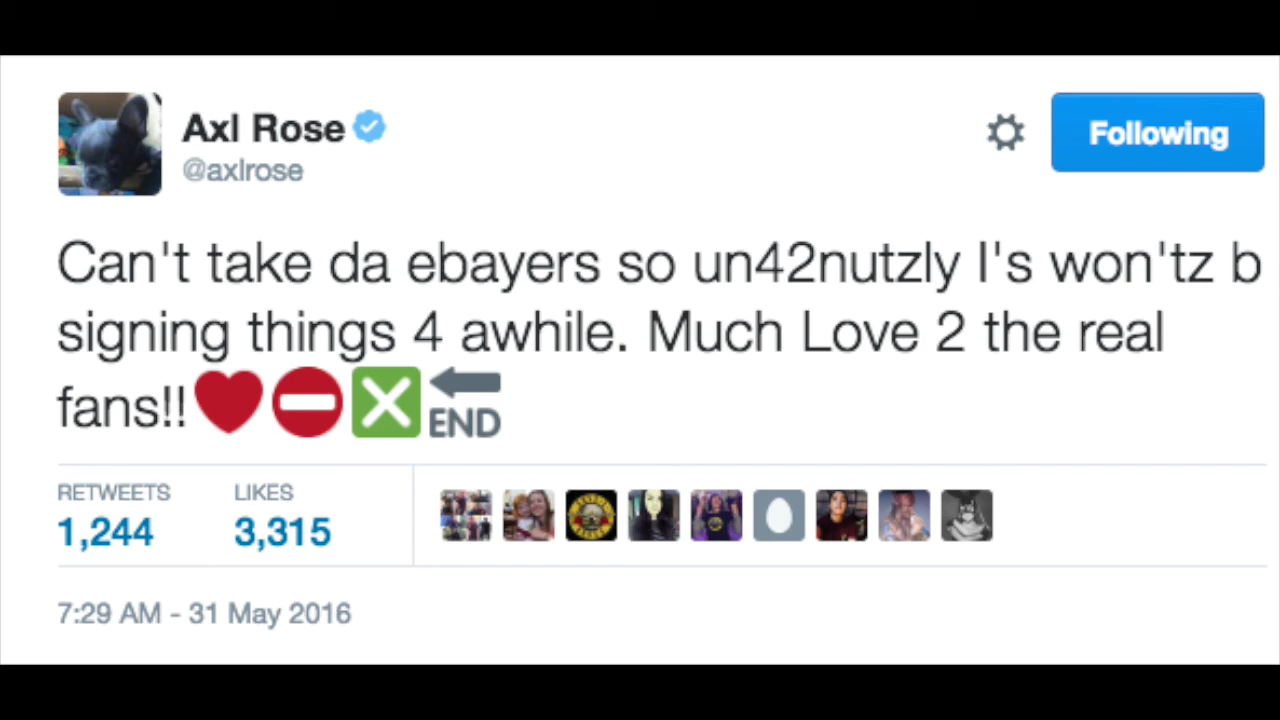 Axl Rose
@axlrose
Following
Can't take da ebayers so un42nutzly I's won'tz b
signing things 4 awhile. Much Love 2 the real
fans!!❤️⛔❎🔚
RETWEETS LIKES
1,244 3,315
7:29 AM - 31 May 2016